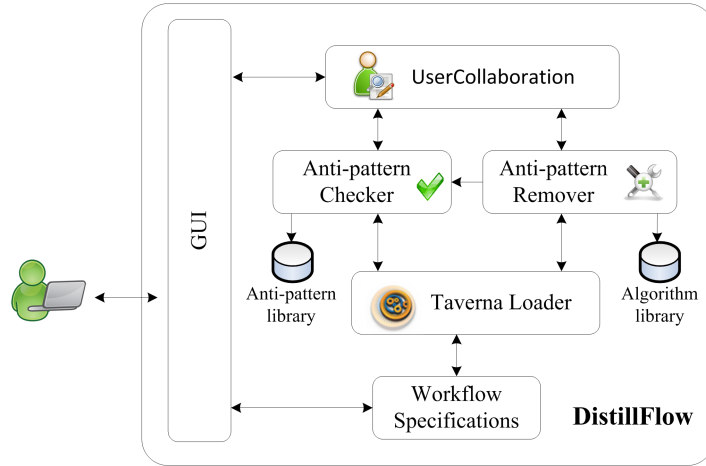 UserCollaboration
Anti-pattern
Checker
Anti-pattern
Remover
GUI
Anti-pattern
library
Taverna Loader
Algorithm
library
Workflow
Specifications
DistillFlow